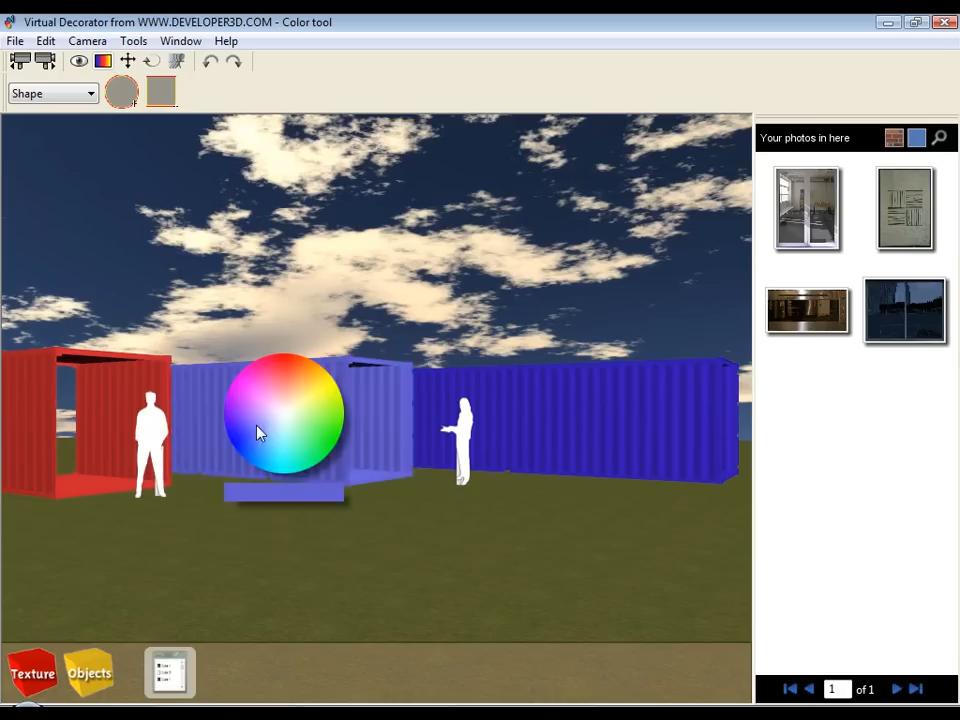 Virtual Decorator from WWW.DEVELOPER3D.COM - Color tool
File Edit Camera Tools Window Help
Shape
Your photos in here
Texture
Objects
1 of 1